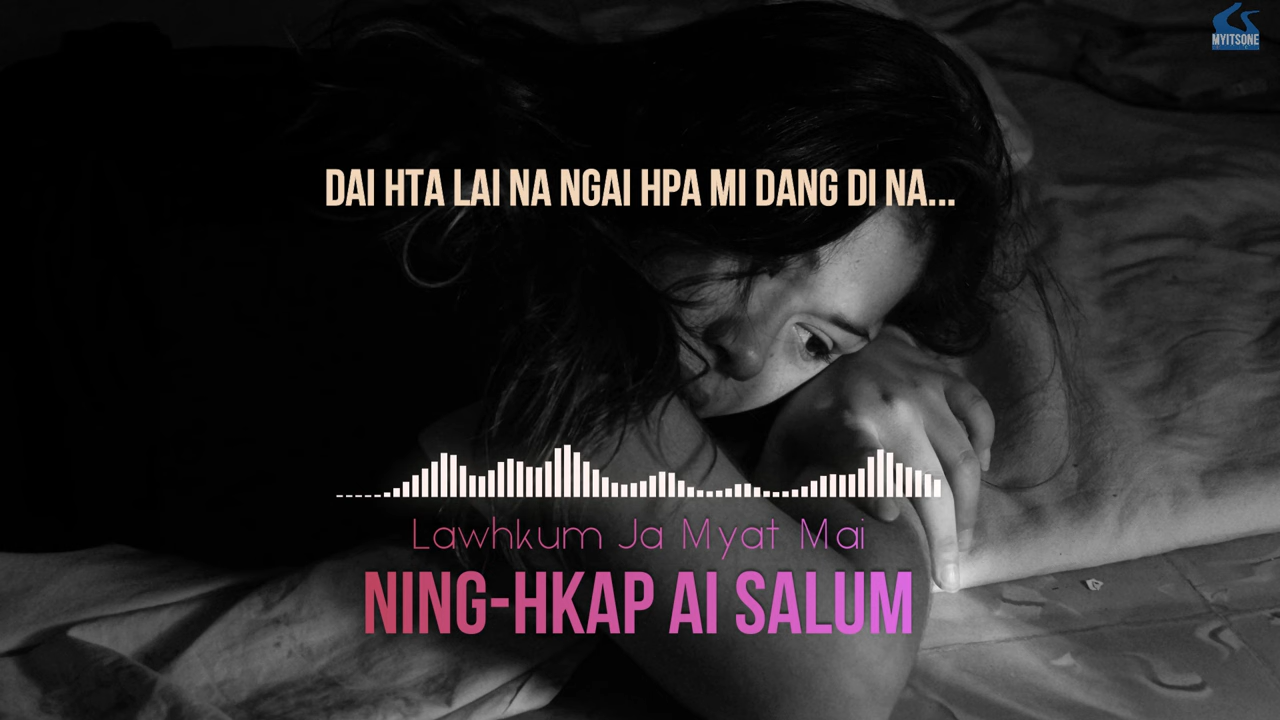 MYITSONE
DAI HTA LAI NA NGAI HPA MI DANG DI NA...
Lawhkum Ja Myat Mai
NING-HKAP AI SALUM